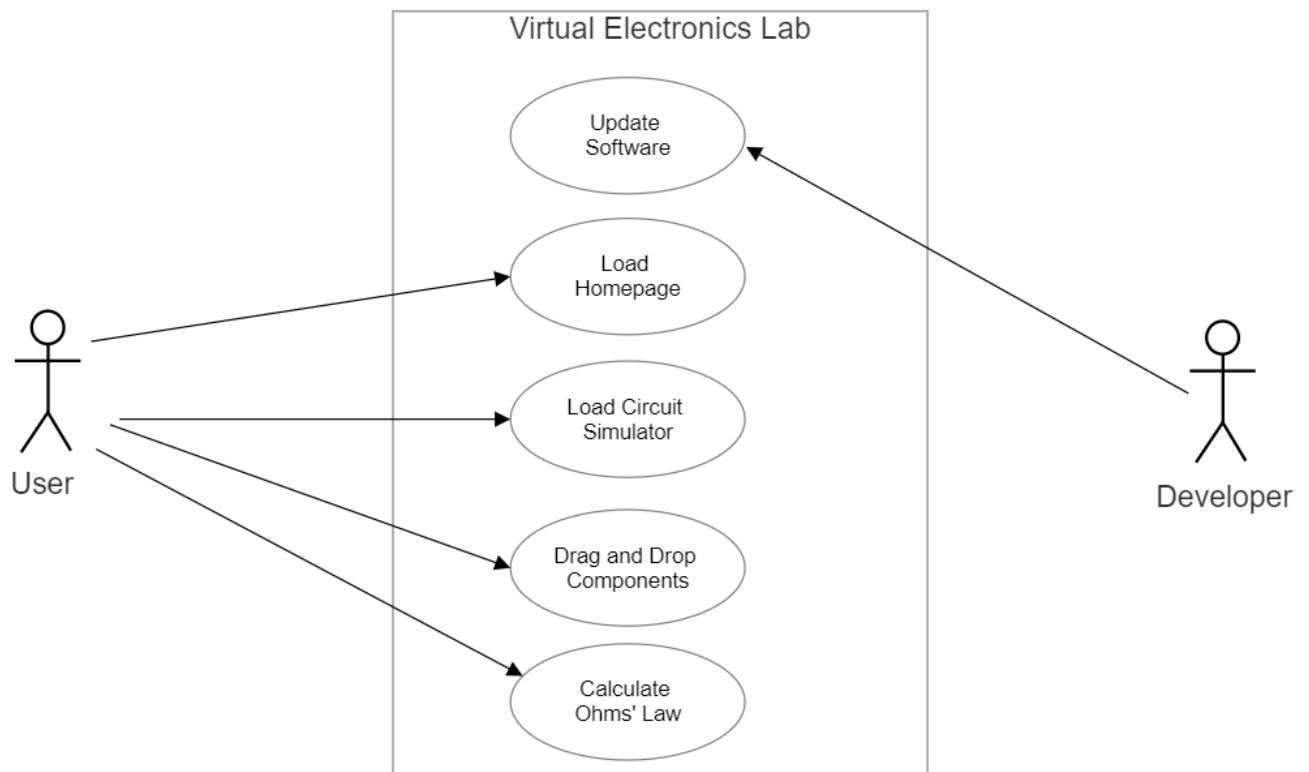 Virtual Electronics Lab
Update
Software
Load
Homepage
Load Circuit
Simulator
Drag and Drop
Components
Calculate
Ohms' Law
User
Developer